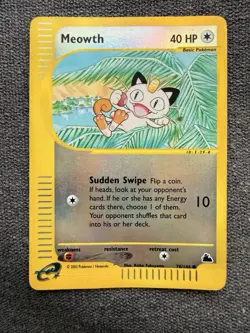 Meowth 40 HP
Basic Pokémon
Sudden Swipe Flip a coin.
If heads, look at your opponent's
hand. If he or she has any Energy
cards there, choose 1 of them.
Your opponent shuffles that card
into his or her deck.
10
weakness resistance retreat cost
e